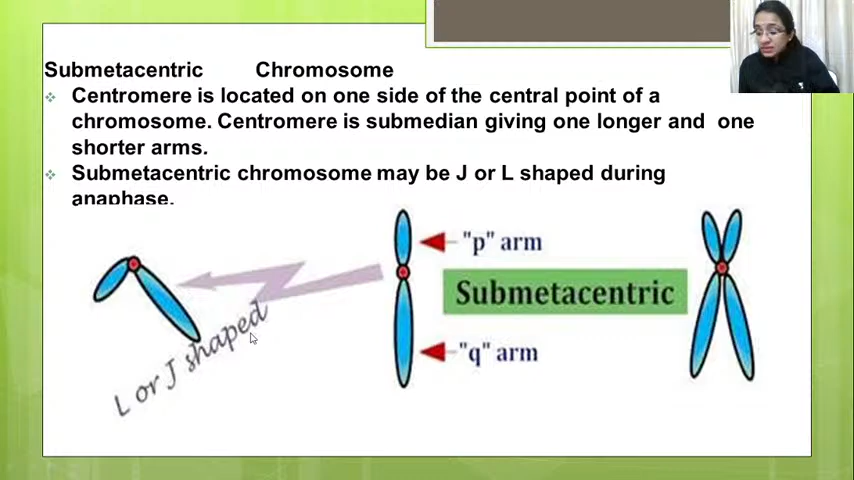 Submetacentric Chromosome
Centromere is located on one side of the central point of a
chromosome. Centromere is submedian giving one longer and one
shorter arms.
Submetacentric chromosome may be J or L shaped during
anaphase.
"p" arm
Submetacentric
L or J shaped
"q" arm